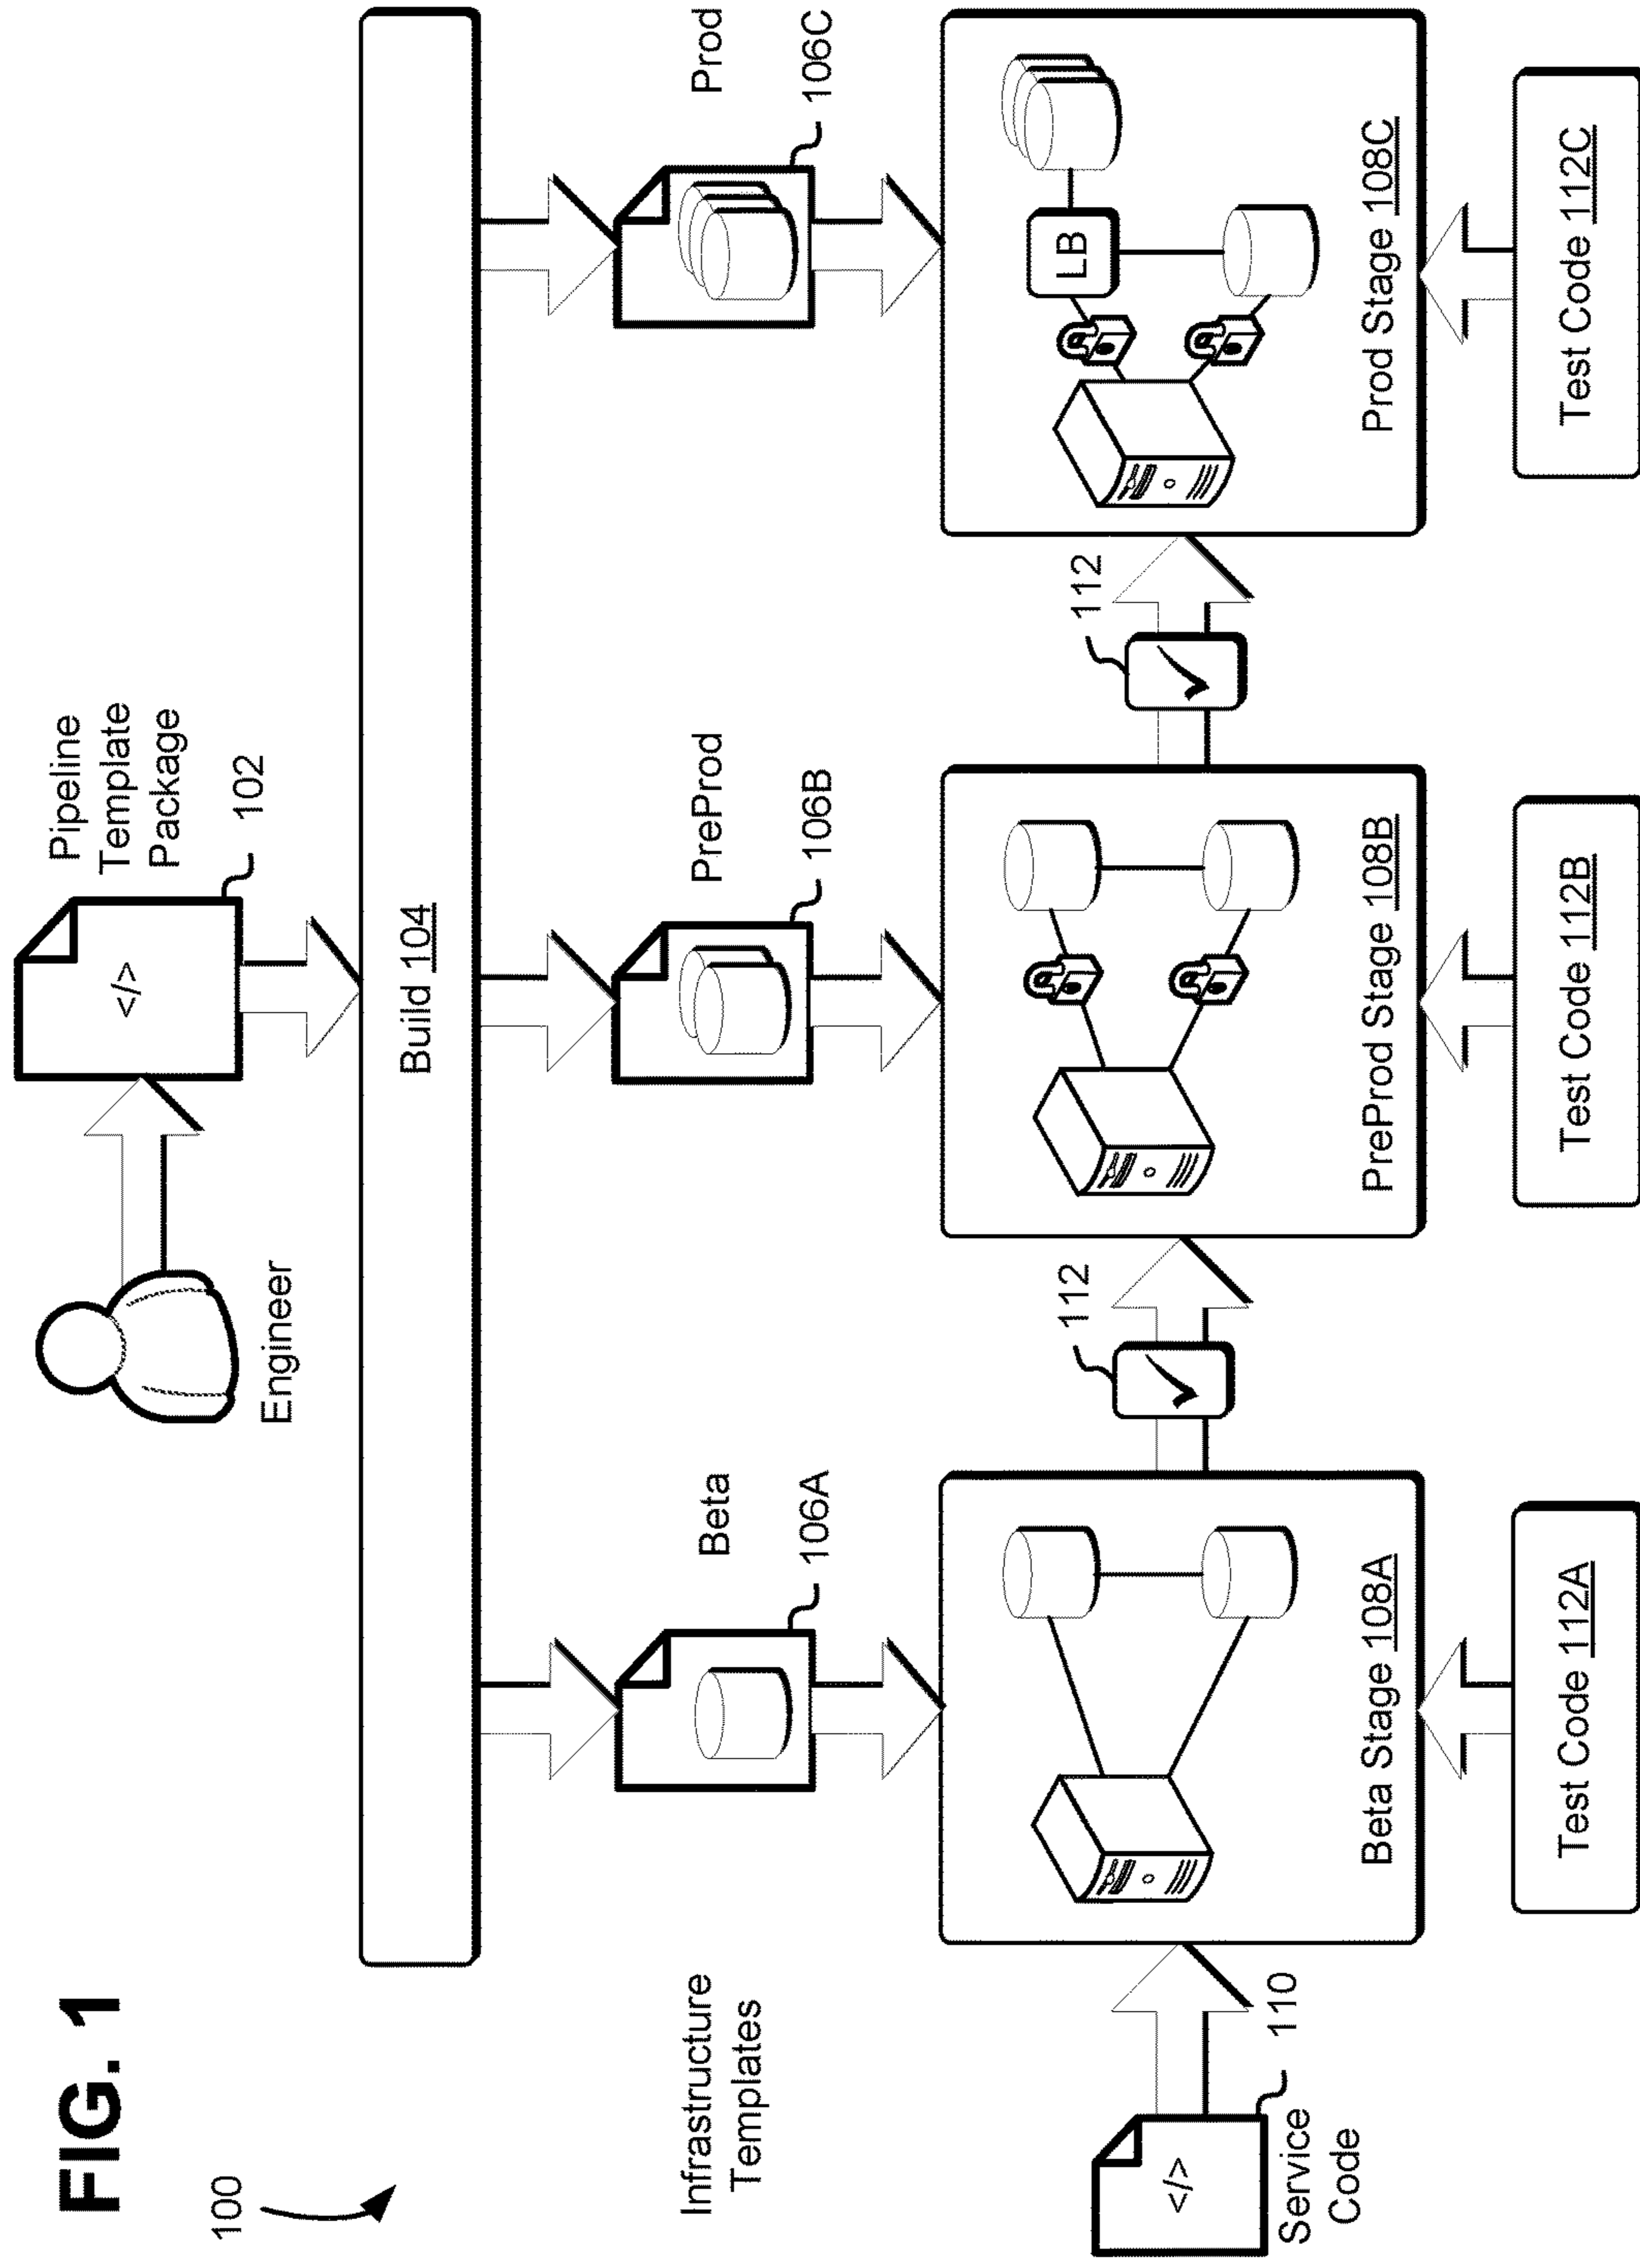 FIG. 1
100
Engineer
</>
Pipeline
Template
Package
102
Build 104
Infrastructure
Templates
Beta
106A
PreProd
106B
Prod
106C
</>
Service
Code
110
Beta Stage 108A
112
PreProd Stage 108B
112
LB
Prod Stage 108C
Test Code 112A
Test Code 112B
Test Code 112C